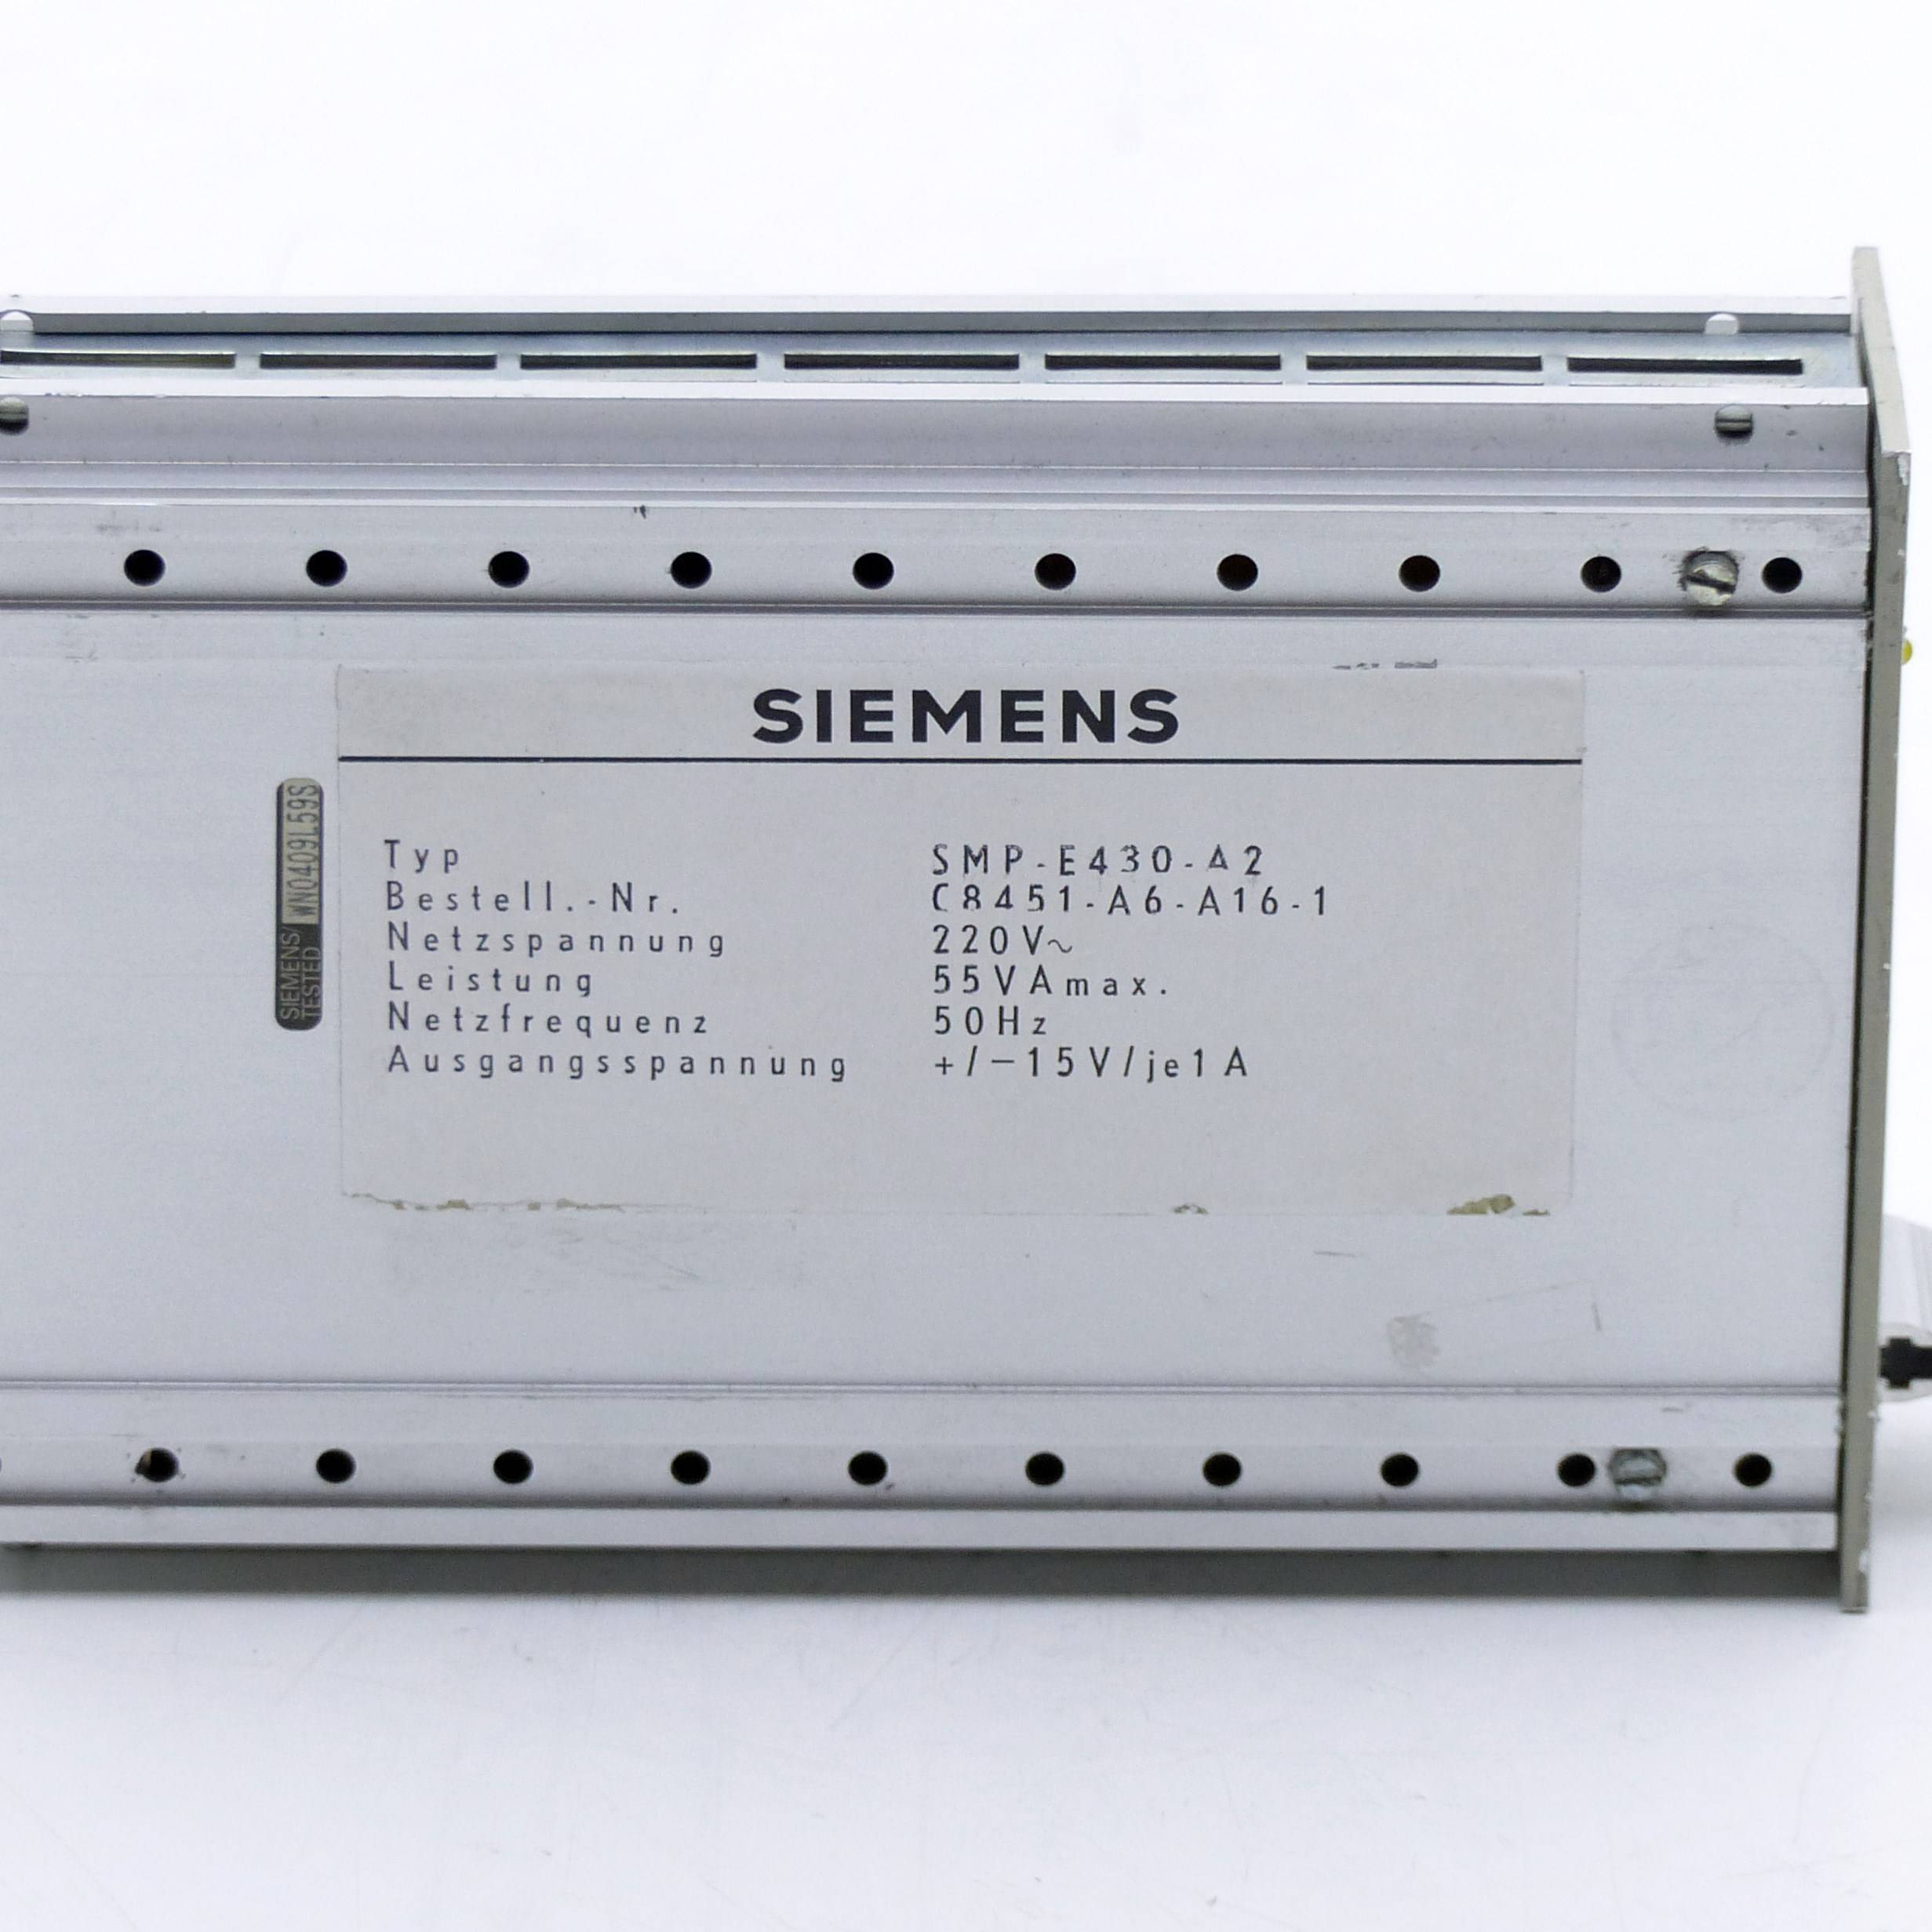 SIEMENS
Typ SMP-E430-A2
Bestell.-Nr. C8451-A6-A16-1
Netzspannung 220V~
Leistung 55VAmax.
Netzfrequenz 50Hz
Ausgangsspannung +/-15V/je1A
SIEMENS/
TESTED WN0409L59S